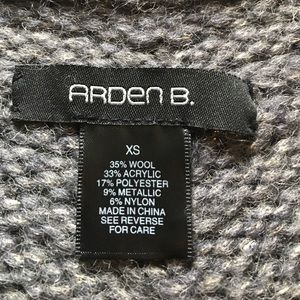 ARDEN B.
XS
35% WOOL
33% ACRYLIC
17% POLYESTER
9% METALLIC
6% NYLON
MADE IN CHINA
SEE REVERSE
FOR CARE